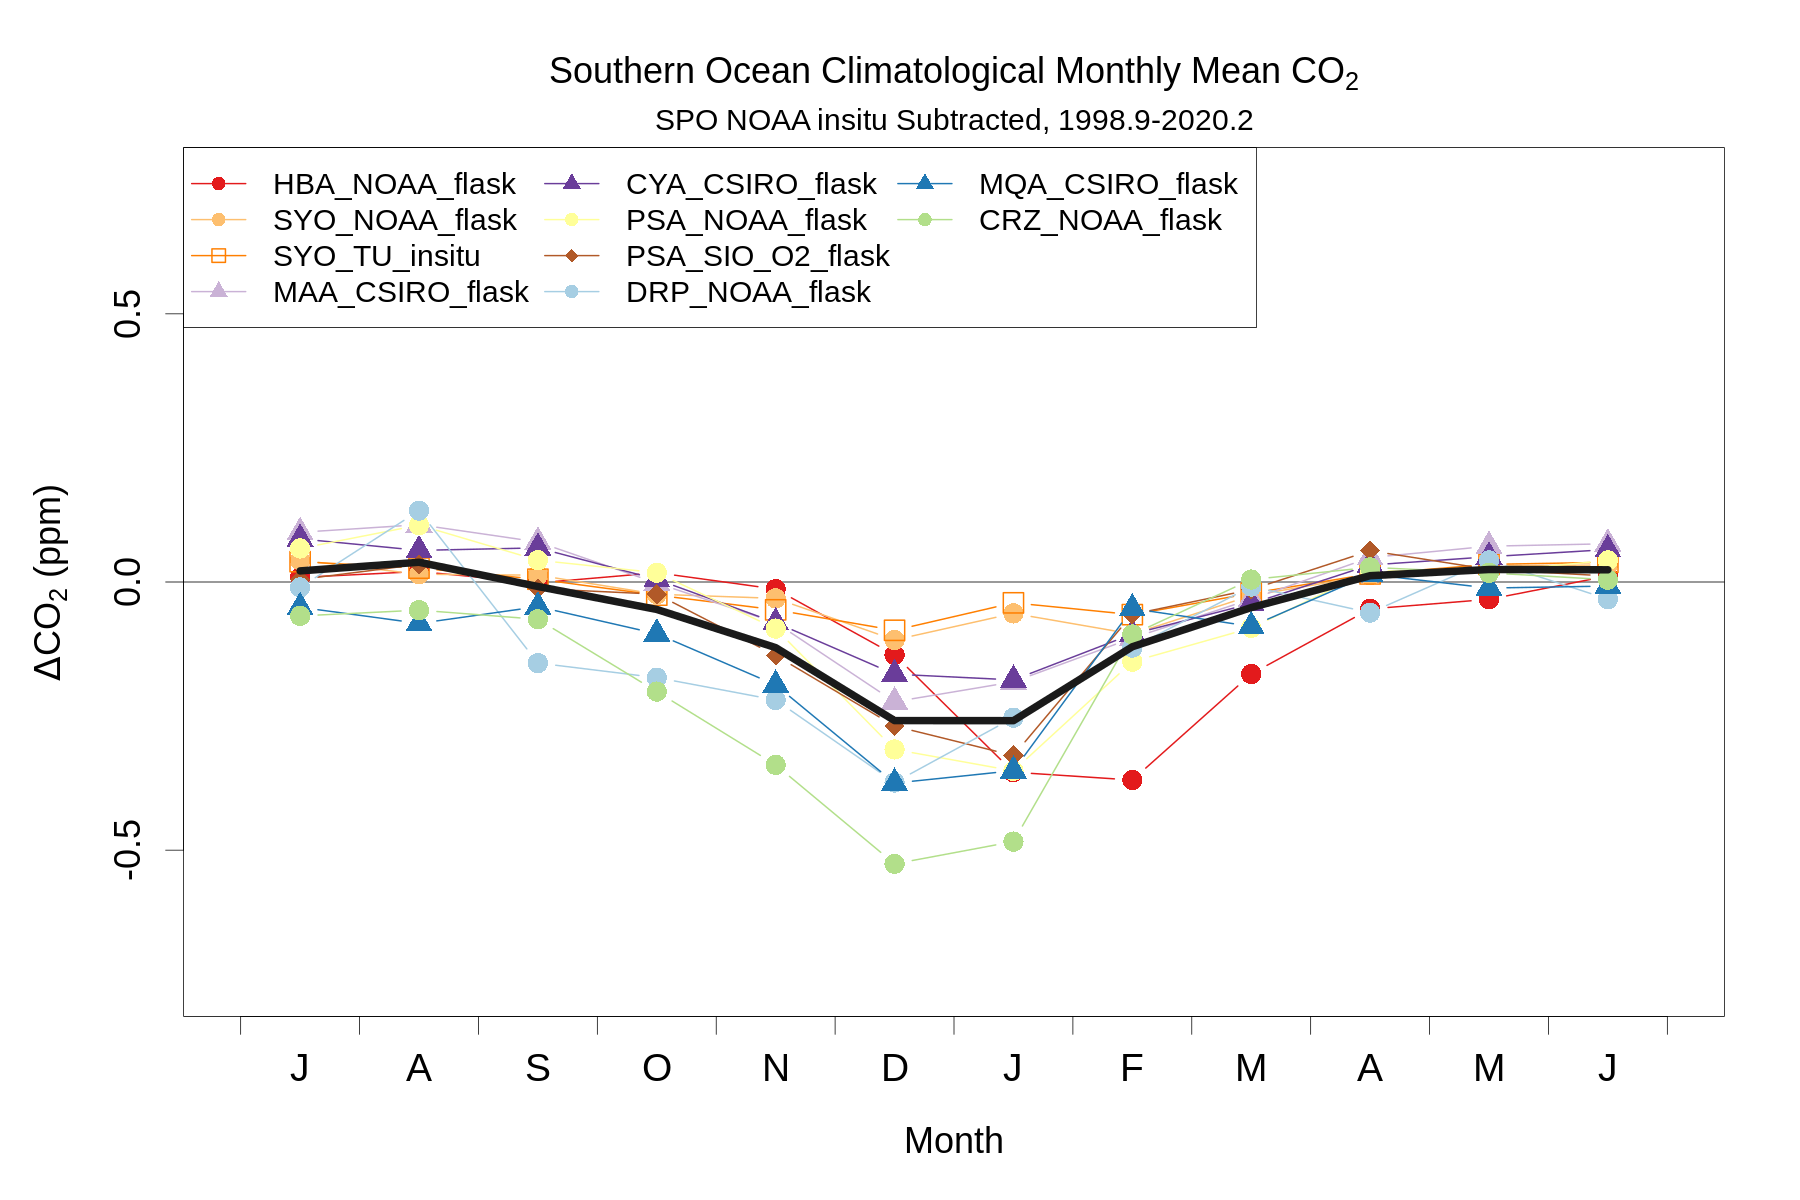 Southern Ocean Climatological Monthly Mean CO₂
SPO NOAA insitu Subtracted, 1998.9-2020.2
HBA_NOAA_flask CYA_CSIRO_flask MQA_CSIRO_flask
SYO_NOAA_flask PSA_NOAA_flask CRZ_NOAA_flask
SYO_TU_insitu PSA_SIO_O2_flask
MAA_CSIRO_flask DRP_NOAA_flask
ΔCO₂ (ppm)
0.5
0.0
-0.5
J A S O N D J F M A M J
Month